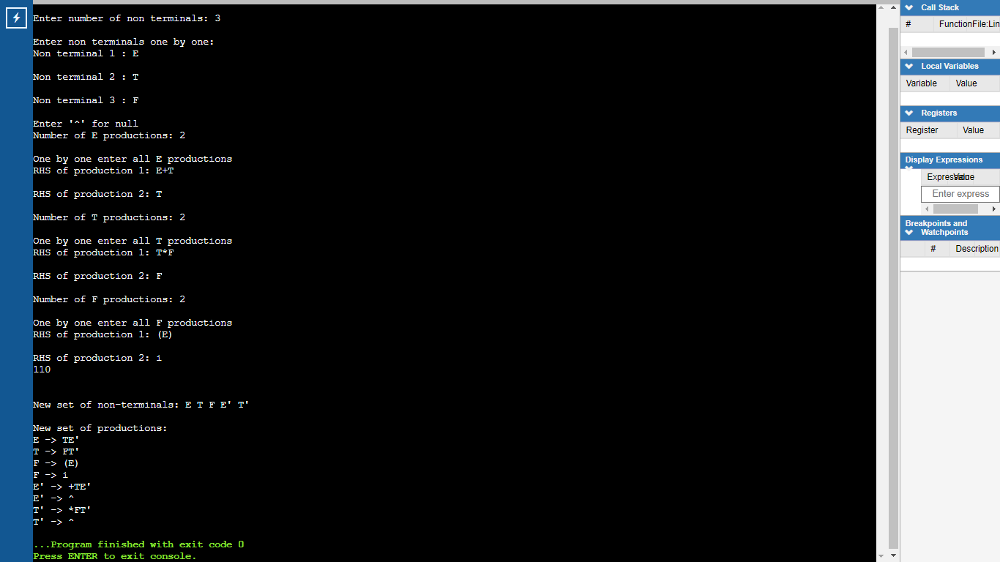 Enter number of non terminals: 3
Enter non terminals one by one:
Non terminal 1 : E
Non terminal 2 : T
Non terminal 3 : F
Enter '^' for null
Number of E productions: 2
One by one enter all E productions
RHS of production 1: E+T
RHS of production 2: T
Number of T productions: 2
One by one enter all T productions
RHS of production 1: T*F
RHS of production 2: F
Number of F productions: 2
One by one enter all F productions
RHS of production 1: (E)
RHS of production 2: i
110
New set of non-terminals: E T F E' T'
New set of productions:
E -> TE'
T -> FT'
F -> (E)
F -> i
E' -> +TE'
E' -> ^
T' -> *FT'
T' -> ^
...Program finished with exit code 0
Press ENTER to exit console.
Call Stack
# FunctionFile:Lin
Local Variables
Variable Value
Registers
Register Value
Display Expressions
Expression Value
Enter express
Breakpoints and
Watchpoints
# Description